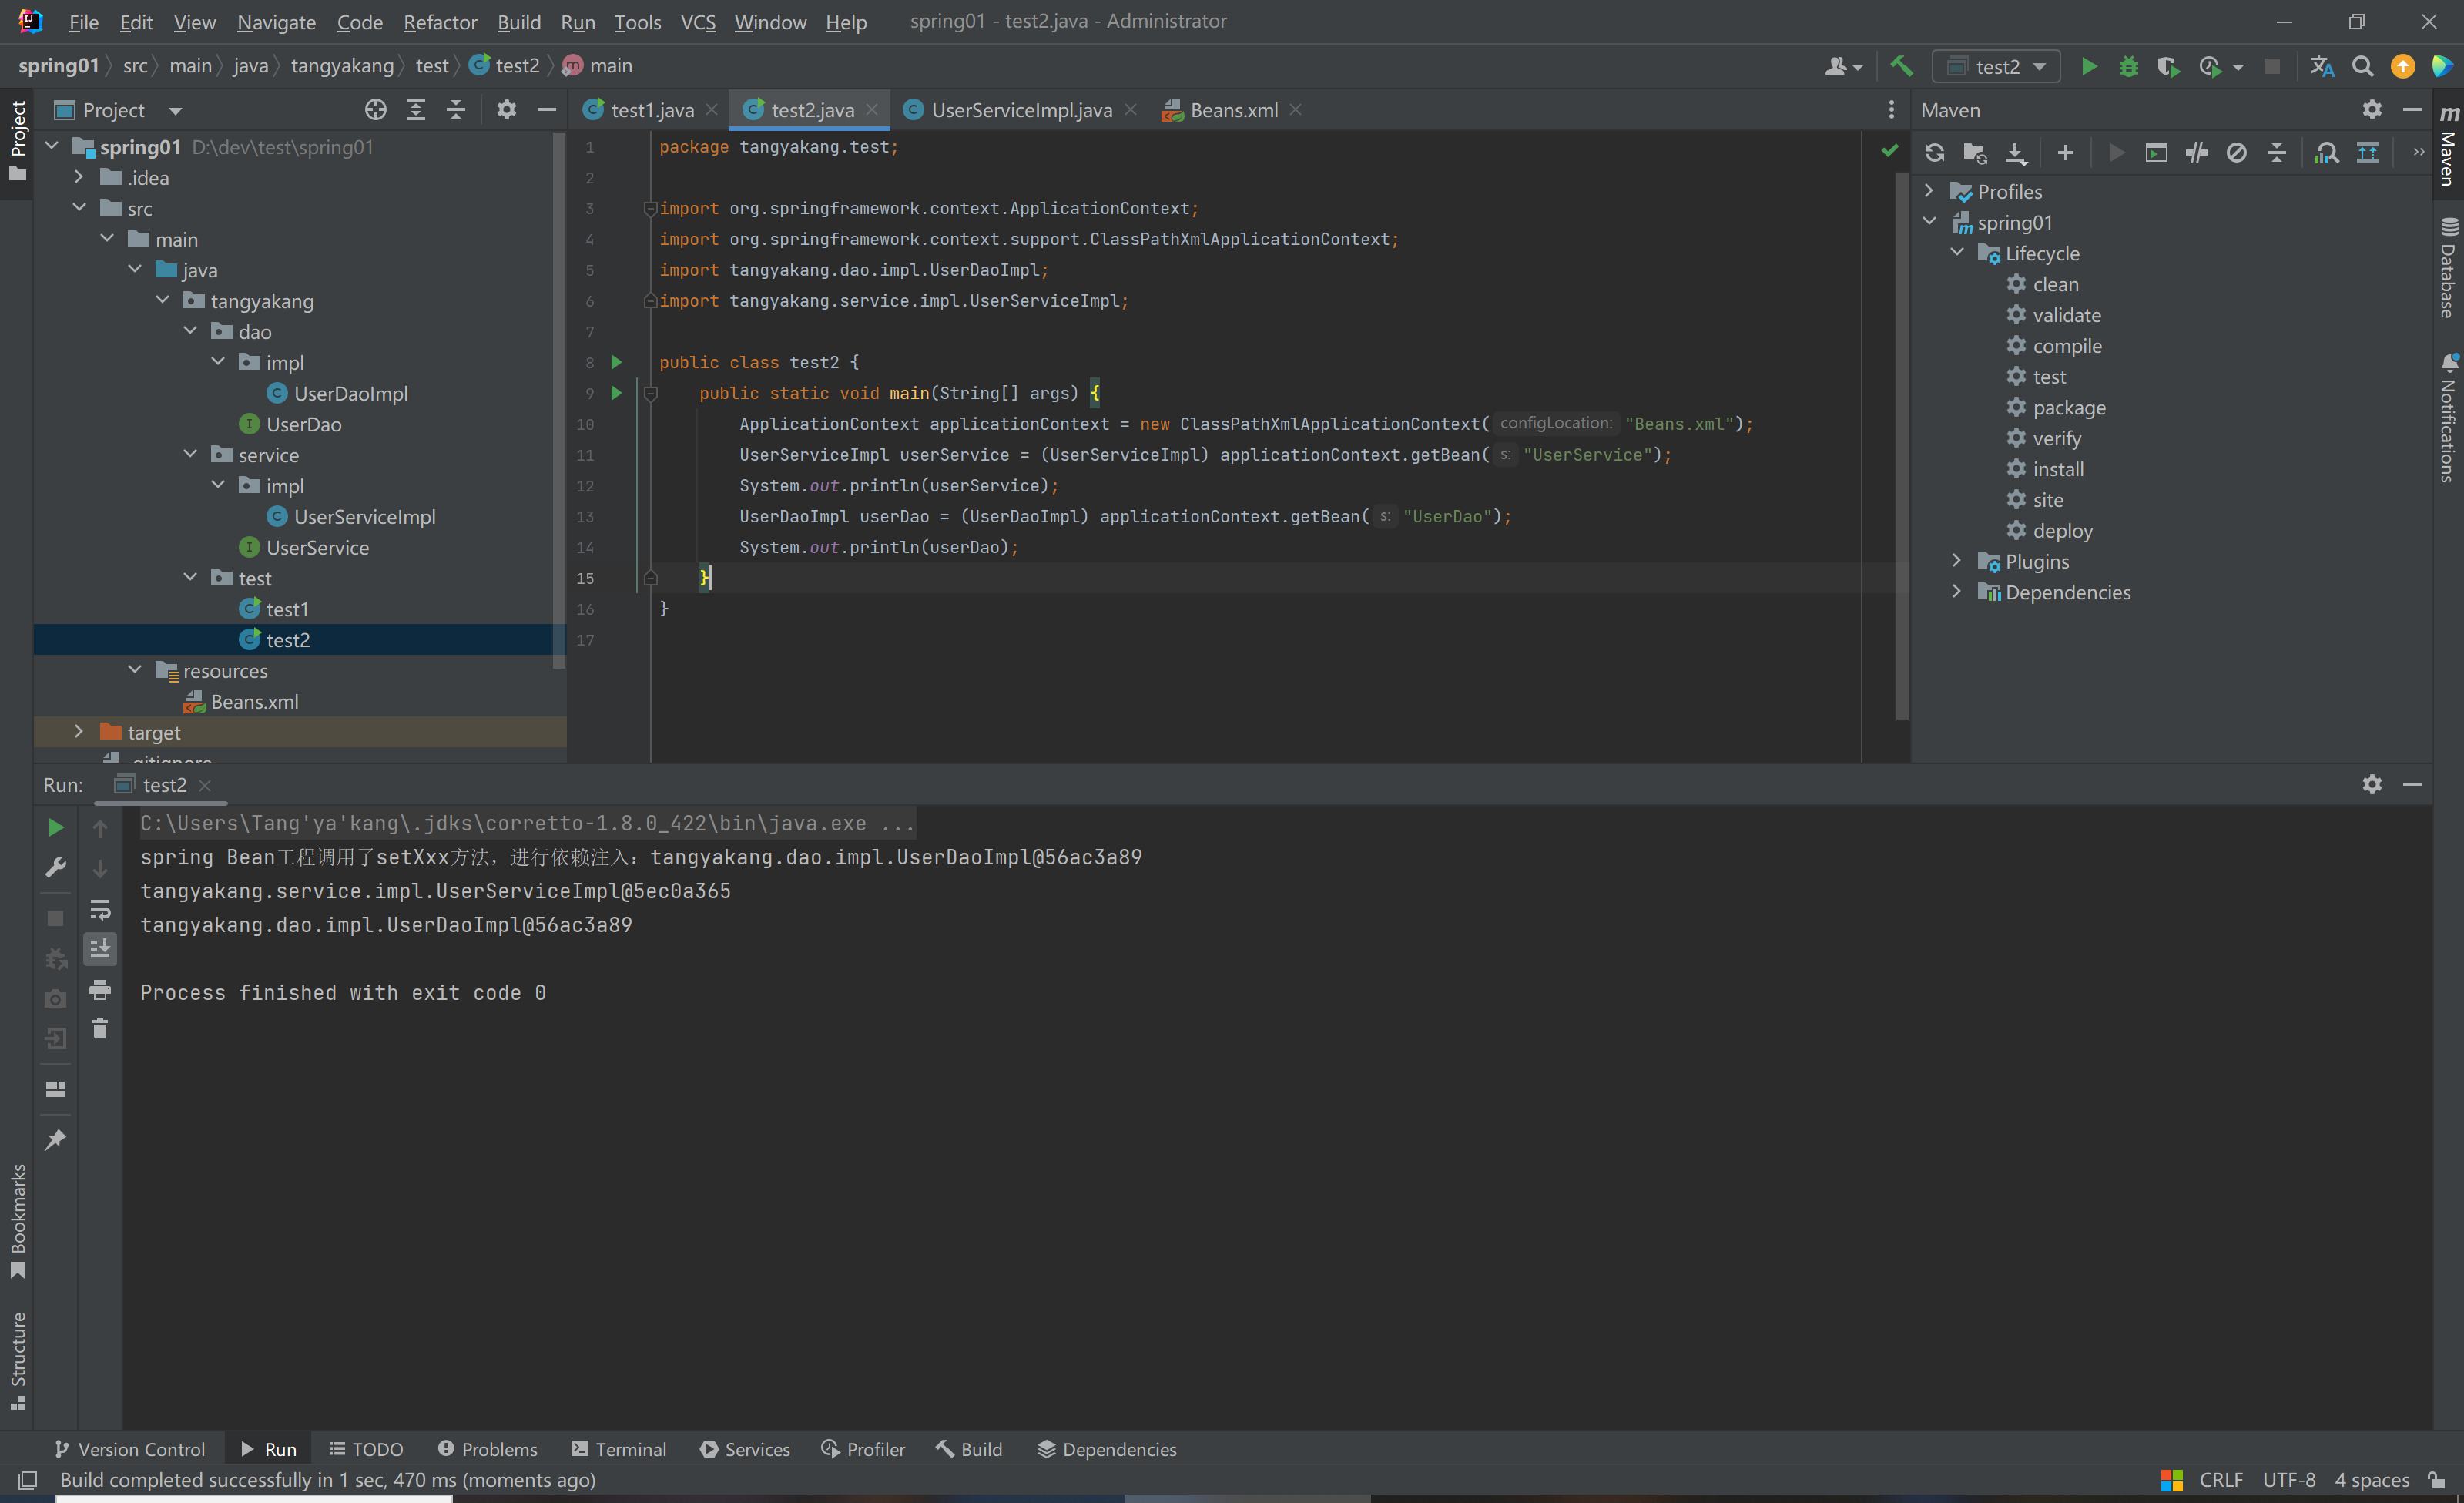 File Edit View Navigate Code Refactor Build Run Tools VCS Window Help spring01 - test2.java - Administrator
spring01 src main java tangyakang test test2 main
test2
Project
test1.java test2.java UserServiceImpl.java Beans.xml
Maven
Project
Maven
Database
Notifications
Bookmarks
Structure
spring01 D:\dev\test\spring01
.idea
src
main
java
tangyakang
dao
impl
UserDaoImpl
UserDao
service
impl
UserServiceImpl
UserService
test
test1
test2
resources
Beans.xml
target
.gitignore
1 package tangyakang.test;
2
3 import org.springframework.context.ApplicationContext;
4 import org.springframework.context.support.ClassPathXmlApplicationContext;
5 import tangyakang.dao.impl.UserDaoImpl;
6 import tangyakang.service.impl.UserServiceImpl;
7
8 public class test2 {
9 public static void main(String[] args) {
10 ApplicationContext applicationContext = new ClassPathXmlApplicationContext( configLocation: "Beans.xml");
11 UserServiceImpl userService = (UserServiceImpl) applicationContext.getBean( s: "UserService");
12 System.out.println(userService);
13 UserDaoImpl userDao = (UserDaoImpl) applicationContext.getBean( s: "UserDao");
14 System.out.println(userDao);
15 }
16 }
17
Profiles
spring01
Lifecycle
clean
validate
compile
test
package
verify
install
site
deploy
Plugins
Dependencies
Run: test2
C:\Users\Tang'ya'kang\.jdks\corretto-1.8.0_422\bin\java.exe ...
spring Bean工程调用了setXxx方法，进行依赖注入：tangyakang.dao.impl.UserDaoImpl@56ac3a89
tangyakang.service.impl.UserServiceImpl@5ec0a365
tangyakang.dao.impl.UserDaoImpl@56ac3a89
Process finished with exit code 0
Version Control Run TODO Problems Terminal Services Profiler Build Dependencies
Build completed successfully in 1 sec, 470 ms (moments ago) CRLF UTF-8 4 spaces